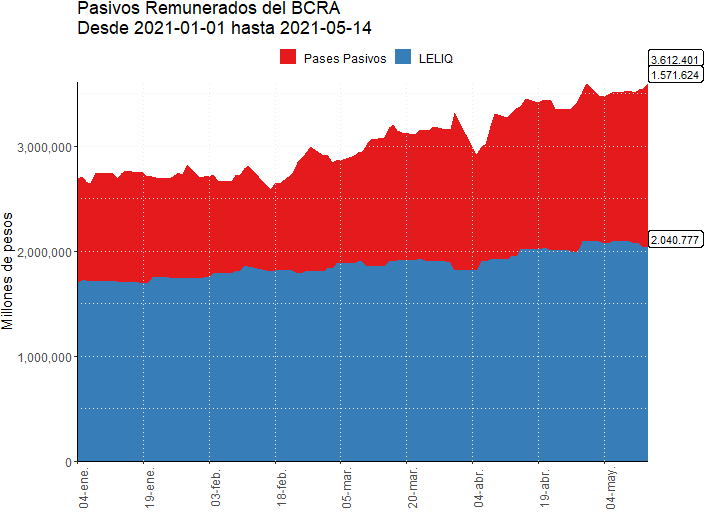 Pasivos Remunerados del BCRA
Desde 2021-01-01 hasta 2021-05-14
Pases Pasivos
LELIQ
3.612.401
1.571.624
3,000,000
2.040.777
2,000,000
1,000,000
0
Millones de pesos
04-ene.
19-ene.
03-feb.
18-feb.
05-mar.
20-mar.
04-abr.
19-abr.
04-may.